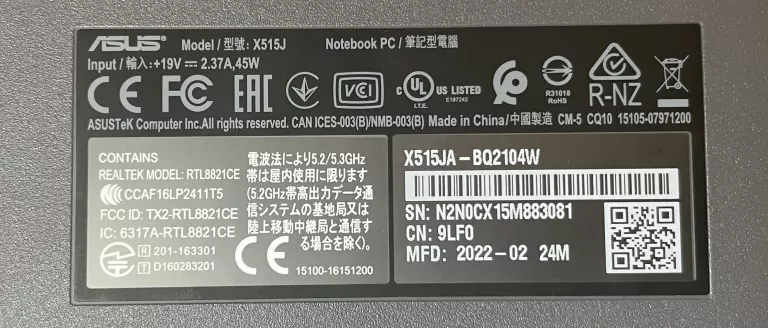 ASUS Model / 型號: X515J Notebook PC / 筆記型電腦
Input / 輸入: +19V ⎓ 2.37A,45W
CE FC EAC VCCI c UL US LISTED I.T.E. E187242 R31018 RoHS R-NZ
ASUSTeK Computer Inc.All rights reserved. CAN ICES-003(B)/NMB-003(B) Made in China/中國製造 CM-5 CQ10 15105-07971200
CONTAINS
REALTEK MODEL: RTL8821CE
CCAF16LP2411T5
FCC ID: TX2-RTL8821CE
IC: 6317A-RTL8821CE
R 201-163301
T D160283201
電波法により5.2/5.3GHz
帯は屋内使用に限ります
(5.2GHz帯高出力データ通
信システムの基地局又は
陸上移動中継局と通信す
る場合を除く)。
CE 15100-16151200
X515JA-BQ2104W
SN: N2N0CX15M883081
CN: 9LF0
MFD: 2022-02 24M